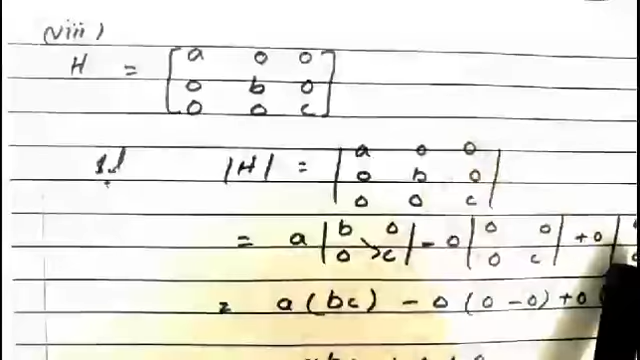 (viii)
H = [a 0 0
0 b 0
0 0 c]
|H| = |a 0 0
0 b 0
0 0 c|
= a |b 0
0 c| - 0 |0 0
0 c| + 0 |
= a (bc) - 0 (0 - 0) + 0